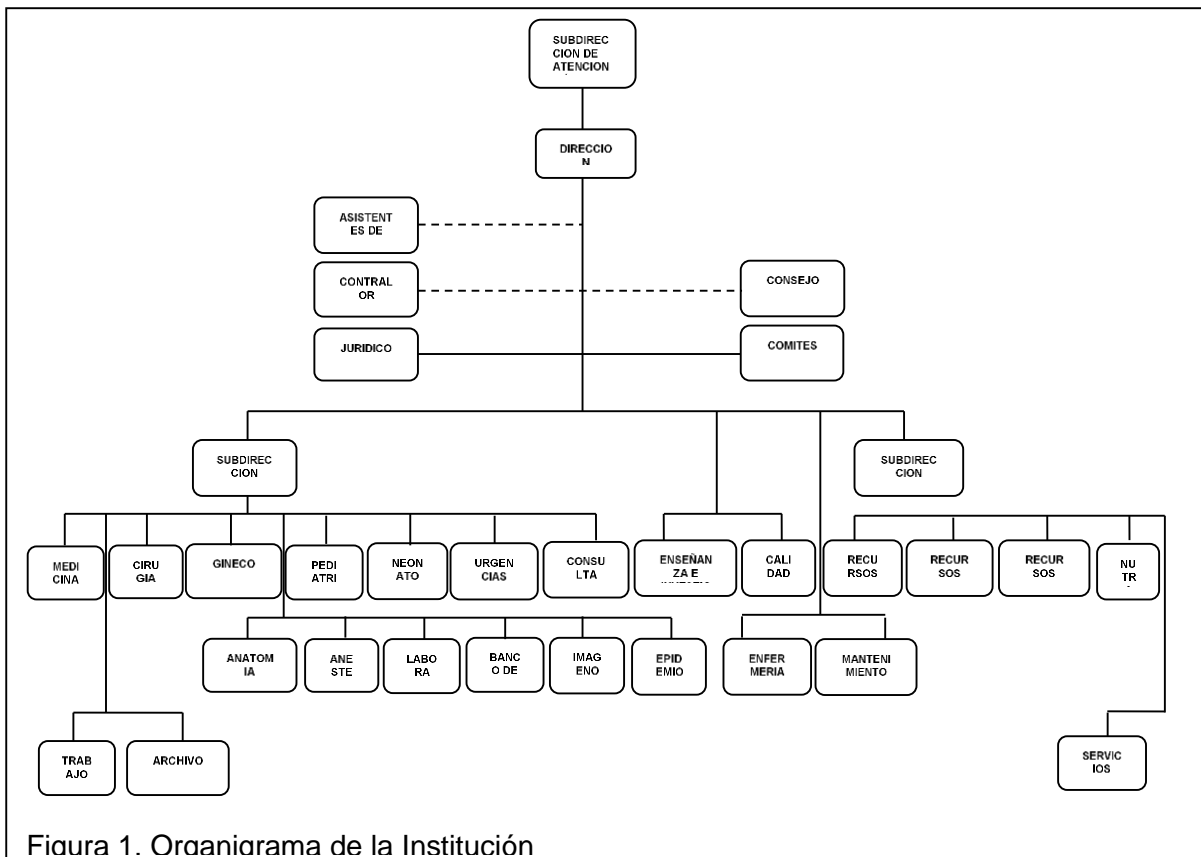 SUBDIREC
CION DE
ATENCION
DIRECCIO
N
ASISTENT
ES DE
CONTRAL
OR
CONSEJO
JURIDICO
COMITES
SUBDIREC
CION
SUBDIREC
CION
MEDI
CINA
CIRU
GIA
GINECO
PEDI
ATRI
NEON
ATO
URGEN
CIAS
CONSU
LTA
ENSEÑAN
ZA E
CALI
DAD
RECU
RSOS
RECUR
SOS
RECUR
SOS
NU
TR
ANATOM
IA
ANE
STE
LABO
RA
BANC
O DE
IMAG
ENO
EPID
EMIO
ENFER
MERIA
MANTENI
MIENTO
TRAB
AJO
ARCHIVO
SERVIC
IOS
Figura 1. Organigrama de la Institución